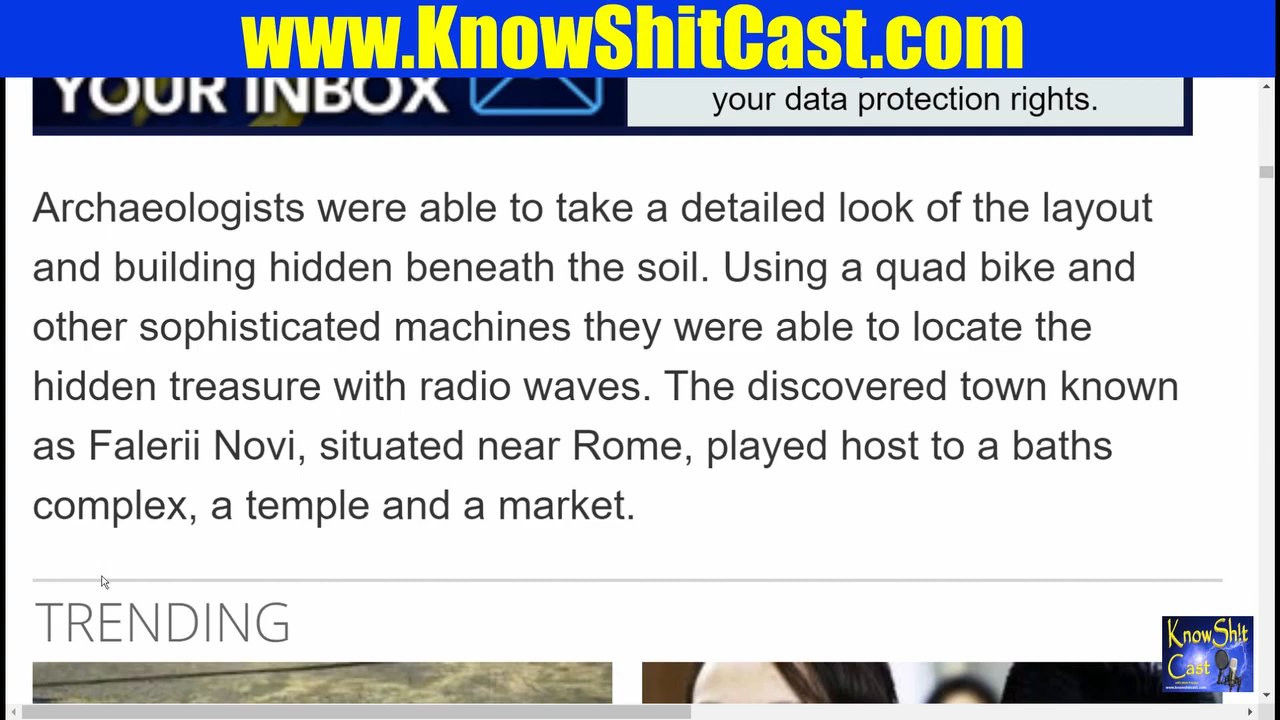 www.KnowShitCast.com
YOUR INBOX
your data protection rights.
Archaeologists were able to take a detailed look of the layout
and building hidden beneath the soil. Using a quad bike and
other sophisticated machines they were able to locate the
hidden treasure with radio waves. The discovered town known
as Falerii Novi, situated near Rome, played host to a baths
complex, a temple and a market.
TRENDING
KnowSh!t
Cast
www.knowshitcast.com